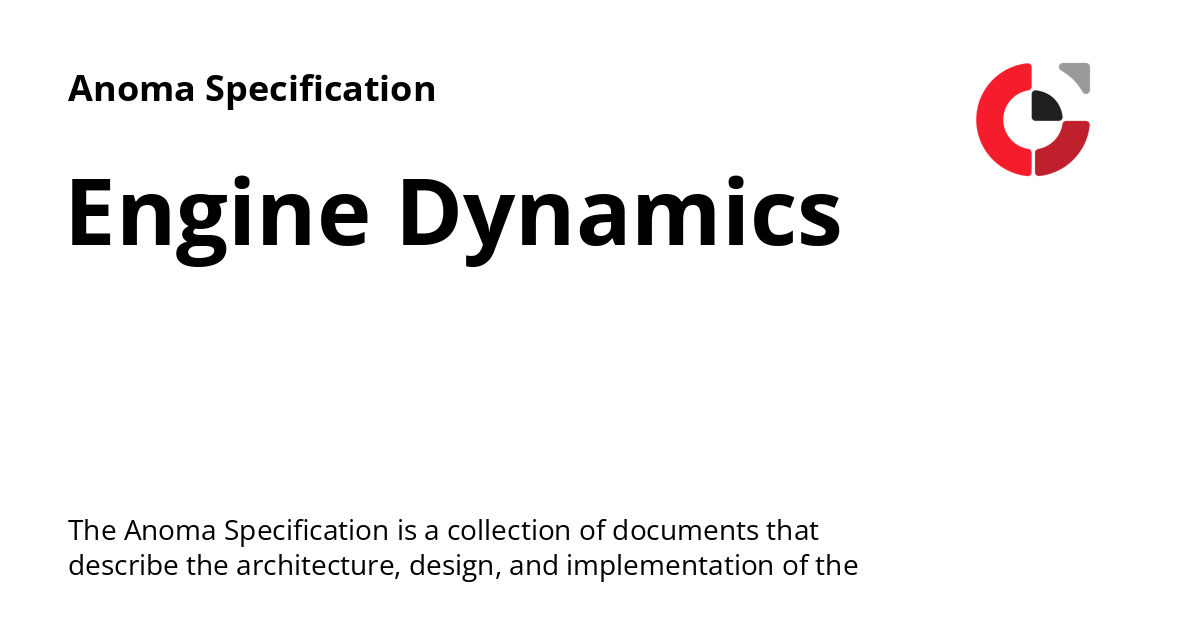 Anoma Specification
Engine Dynamics
The Anoma Specification is a collection of documents that
describe the architecture, design, and implementation of the